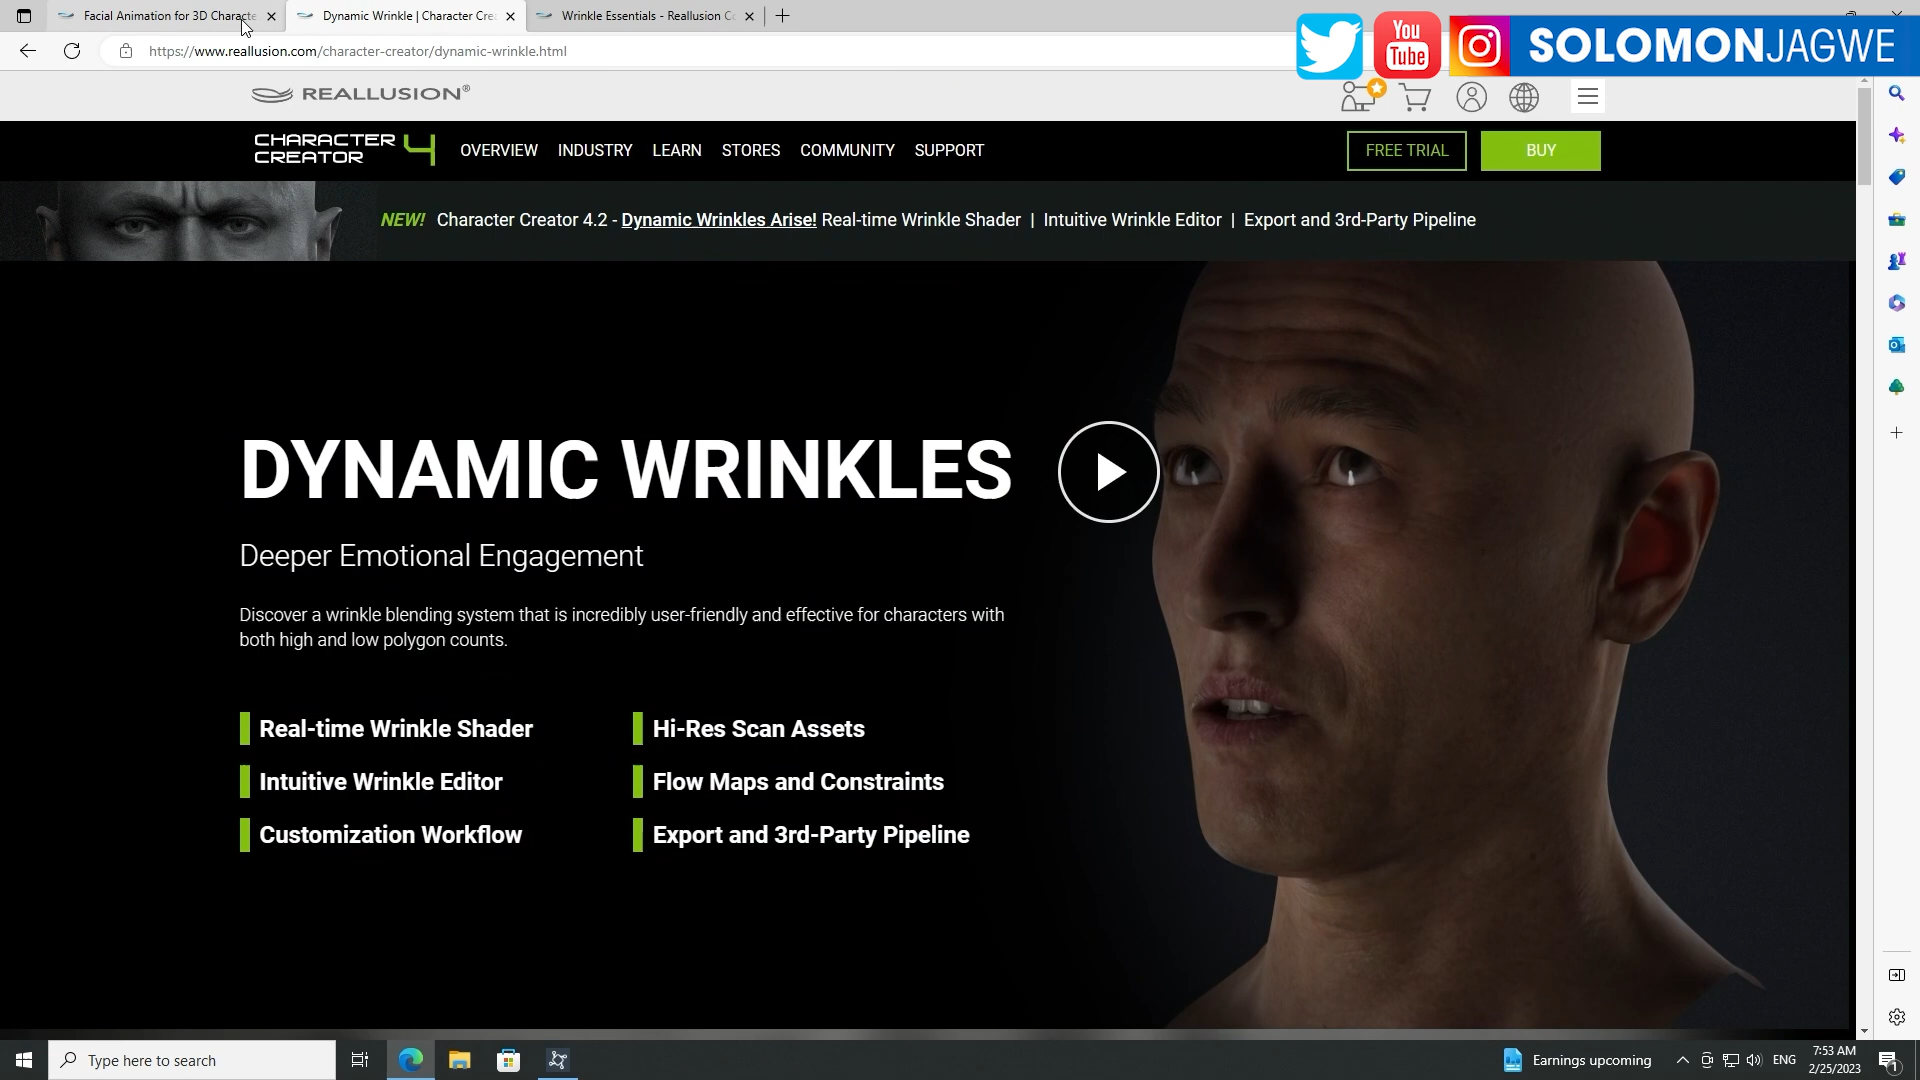 Facial Animation for 3D Characte
Dynamic Wrinkle | Character Cre
Wrinkle Essentials - Reallusion Co
https://www.reallusion.com/character-creator/dynamic-wrinkle.html
You
Tube
SOLOMONJAGWE
REALLUSION®
CHARACTER
CREATOR 4
OVERVIEW
INDUSTRY
LEARN
STORES
COMMUNITY
SUPPORT
FREE TRIAL
BUY
NEW! Character Creator 4.2 - Dynamic Wrinkles Arise! Real-time Wrinkle Shader | Intuitive Wrinkle Editor | Export and 3rd-Party Pipeline
DYNAMIC WRINKLES
Deeper Emotional Engagement
Discover a wrinkle blending system that is incredibly user-friendly and effective for characters with
both high and low polygon counts.
Real-time Wrinkle Shader
Hi-Res Scan Assets
Intuitive Wrinkle Editor
Flow Maps and Constraints
Customization Workflow
Export and 3rd-Party Pipeline
Type here to search
Earnings upcoming
ENG
7:53 AM
2/25/2023
1